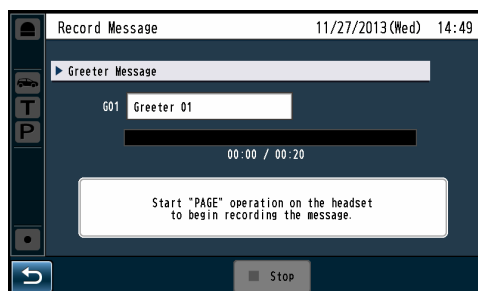 Record Message 11/27/2013(Wed) 14:49
Greeter Message
G01 Greeter 01
T
P
00:00 / 00:20
Start "PAGE" operation on the headset
to begin recording the message.
Stop